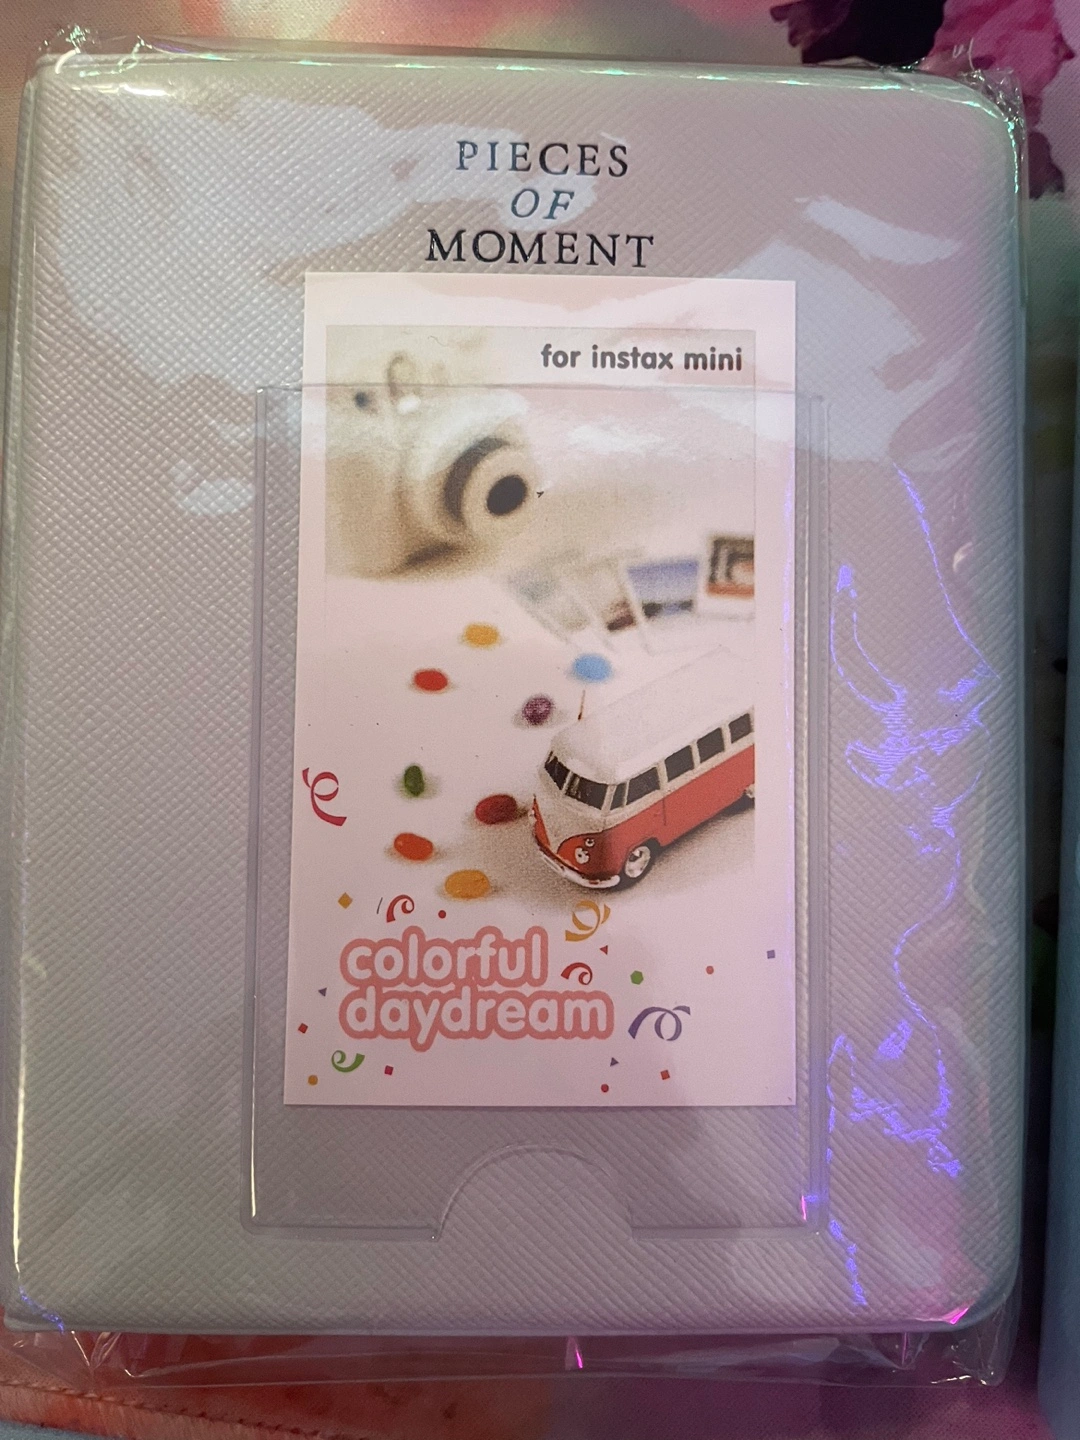 PIECES
OF
MOMENT
for instax mini
colorful
daydream